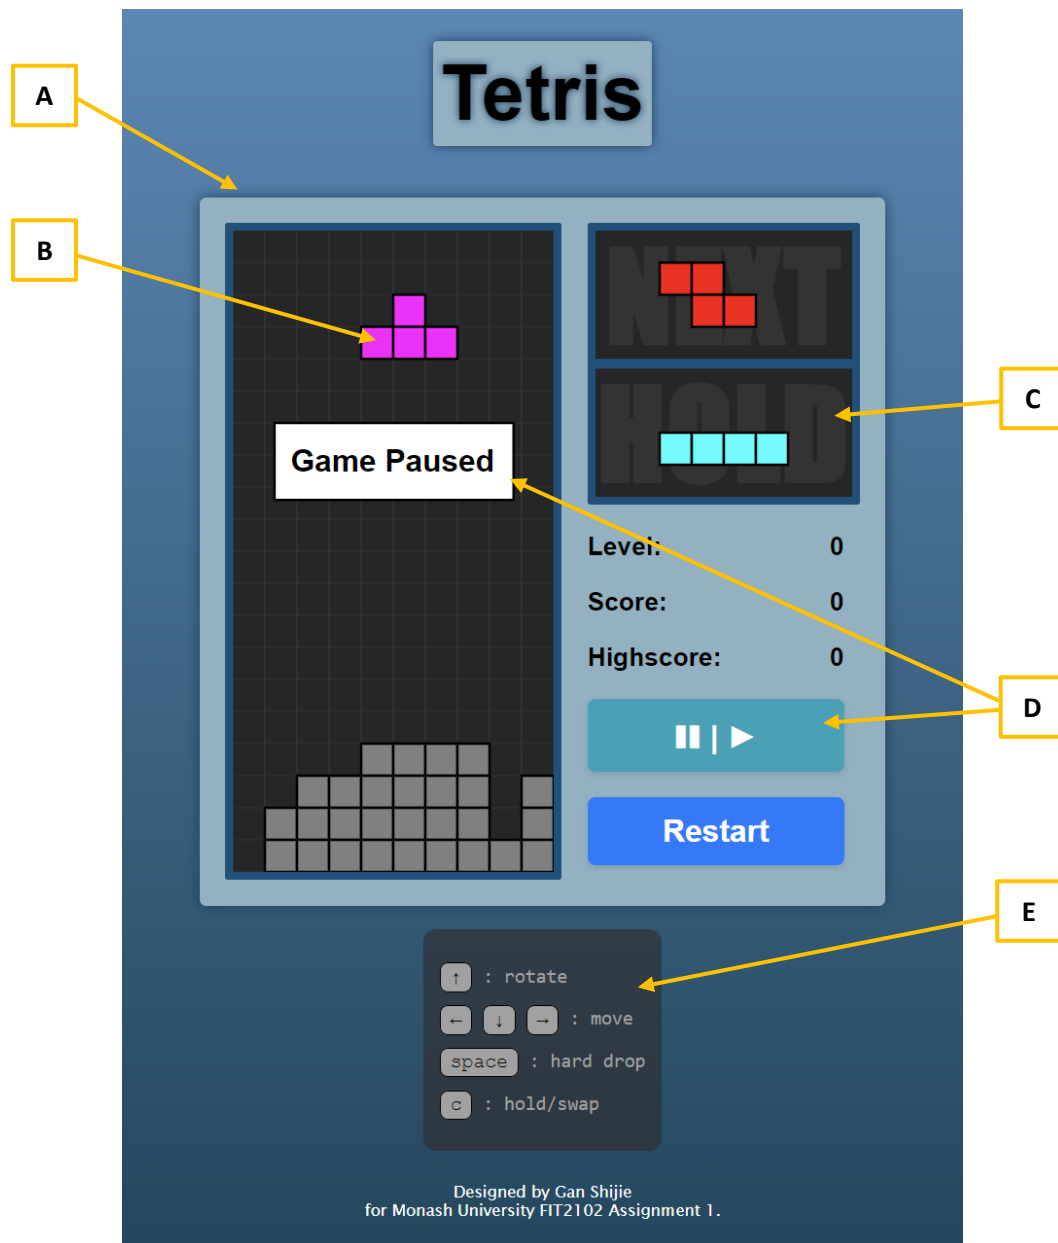 Tetris
A
B
NEXT
C
HOLD
Game Paused
Level: 0
Score: 0
Highscore: 0
D
|
Restart
E
↑ : rotate
← ↓ → : move
space : hard drop
c : hold/swap
Designed by Gan Shijie
for Monash University FIT2102 Assignment 1.